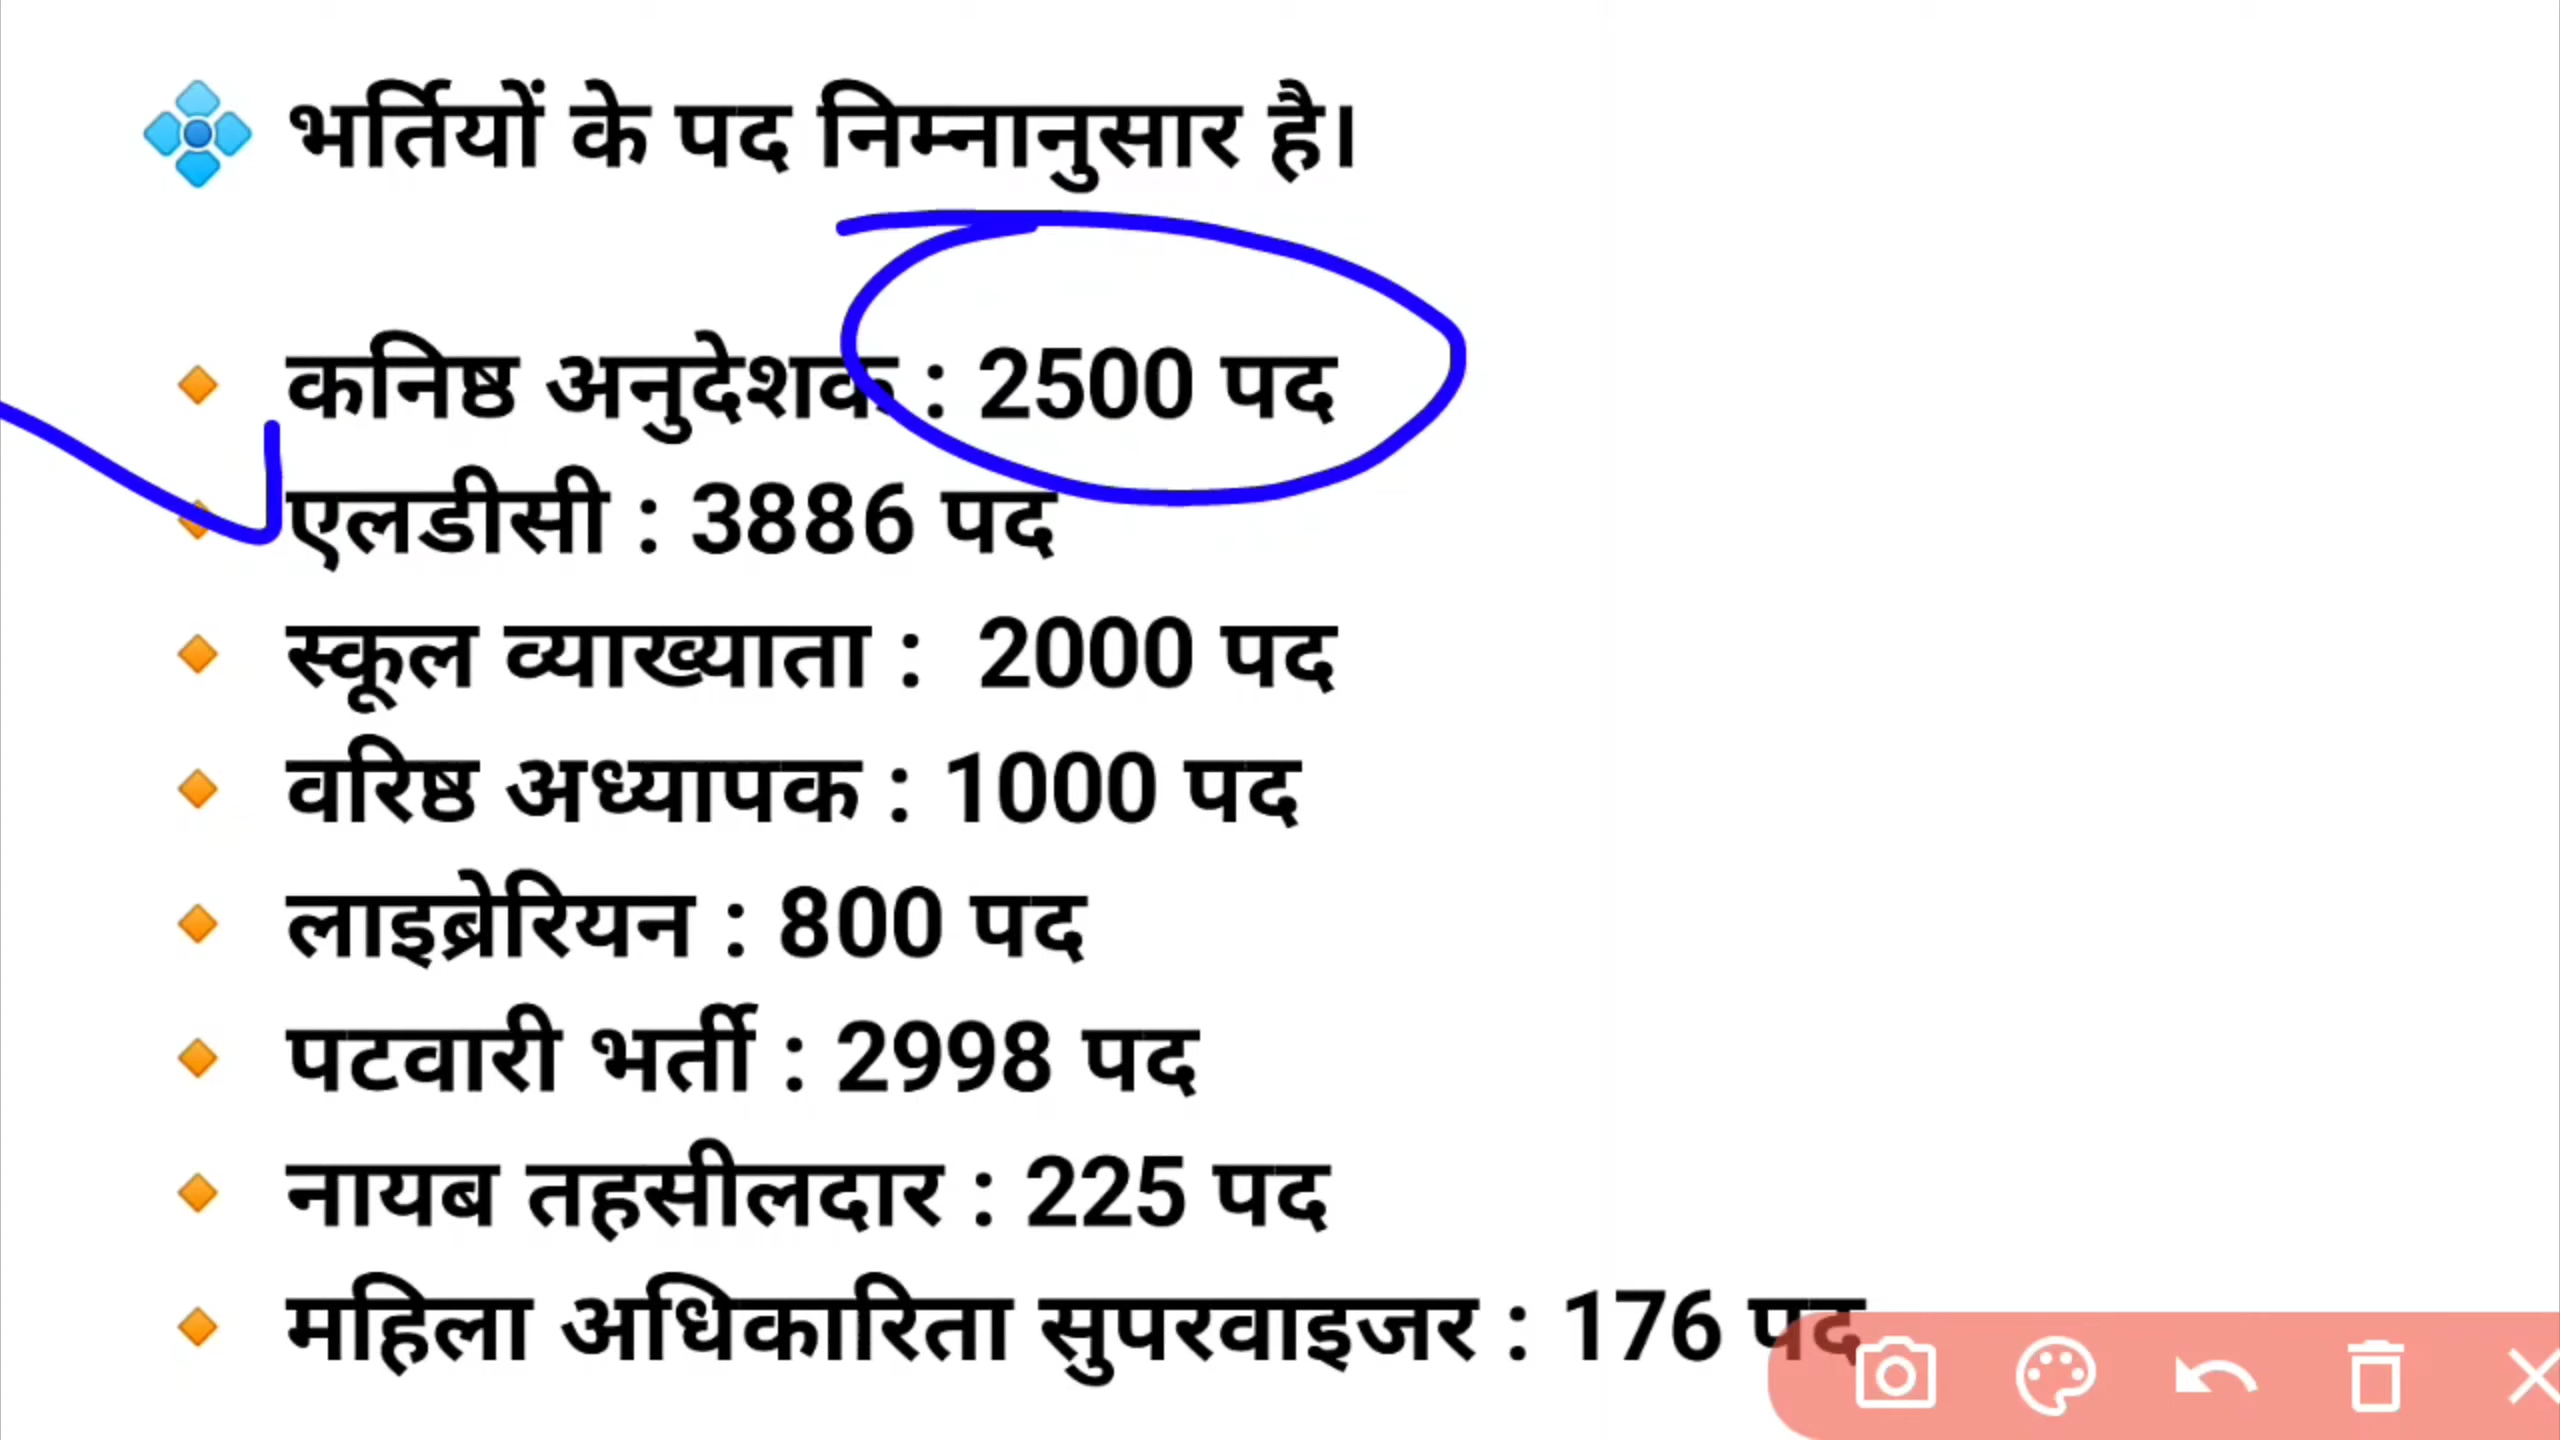 भर्तियों के पद निम्नानुसार है।
कनिष्ठ अनुदेशक : 2500 पद
एलडीसी : 3886 पद
स्कूल व्याख्याता : 2000 पद
वरिष्ठ अध्यापक : 1000 पद
लाइब्रेरियन : 800 पद
पटवारी भर्ती : 2998 पद
नायब तहसीलदार : 225 पद
महिला अधिकारिता सुपरवाइजर : 176 पद